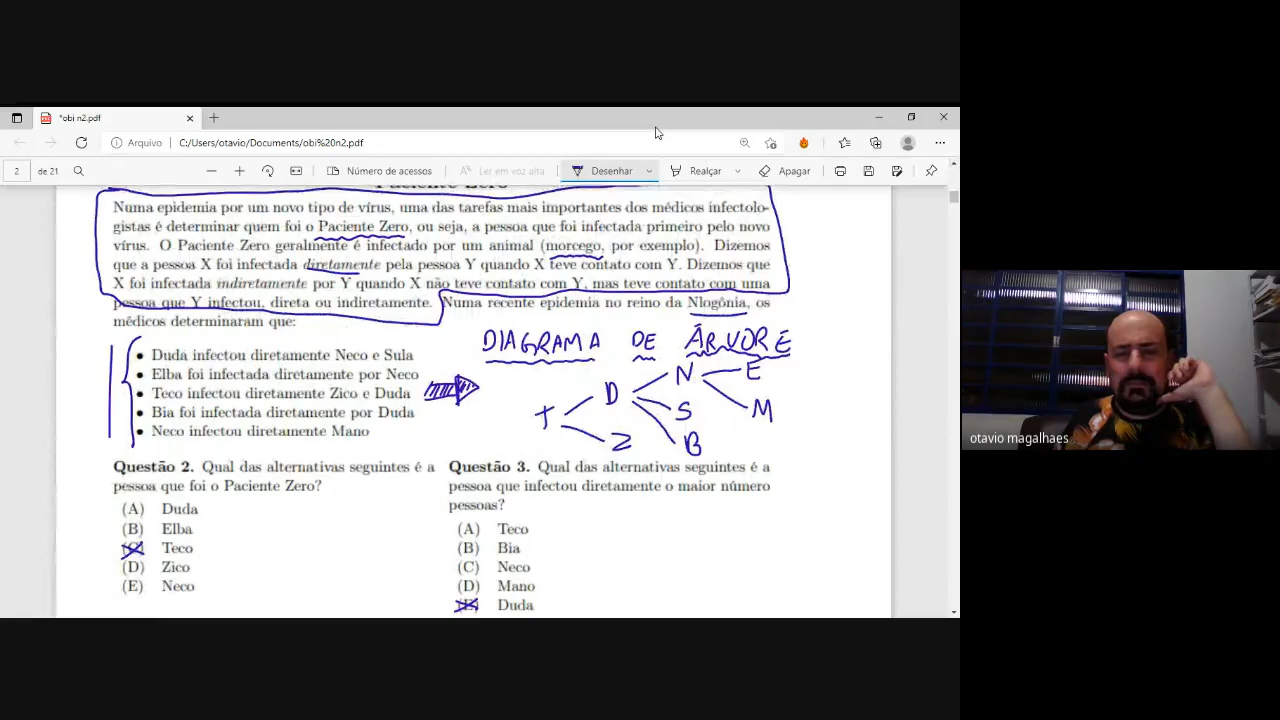 *obi n2.pdf
Arquivo C:/Users/otavio/Documents/obi%20n2.pdf
2 de 21 Ler em voz alta Número de acessos Desenhar Realçar Apagar
Paciente Zero
Numa epidemia por um novo tipo de vírus, uma das tarefas mais importantes dos médicos infectolo-
gistas é determinar quem foi o Paciente Zero, ou seja, a pessoa que foi infectada primeiro pelo novo
vírus. O Paciente Zero geralmente é infectado por um animal (morcego, por exemplo). Dizemos
que a pessoa X foi infectada diretamente pela pessoa Y quando X teve contato com Y. Dizemos que
X foi infectada indiretamente por Y quando X não teve contato com Y, mas teve contato com uma
pessoa que Y infectou, direta ou indiretamente. Numa recente epidemia no reino da Nlogônia, os
médicos determinaram que:
DIAGRAMA DE ÁRVORE
• Duda infectou diretamente Neco e Sula
• Elba foi infectada diretamente por Neco
• Teco infectou diretamente Zico e Duda
• Bia foi infectada diretamente por Duda
• Neco infectou diretamente Mano
N E
D
T S M
Z B
Questão 2. Qual das alternativas seguintes é a
pessoa que foi o Paciente Zero?
(A) Duda
(B) Elba
(C) Teco
(D) Zico
(E) Neco
Questão 3. Qual das alternativas seguintes é a
pessoa que infectou diretamente o maior número
pessoas?
(A) Teco
(B) Bia
(C) Neco
(D) Mano
(E) Duda
otavio magalhaes